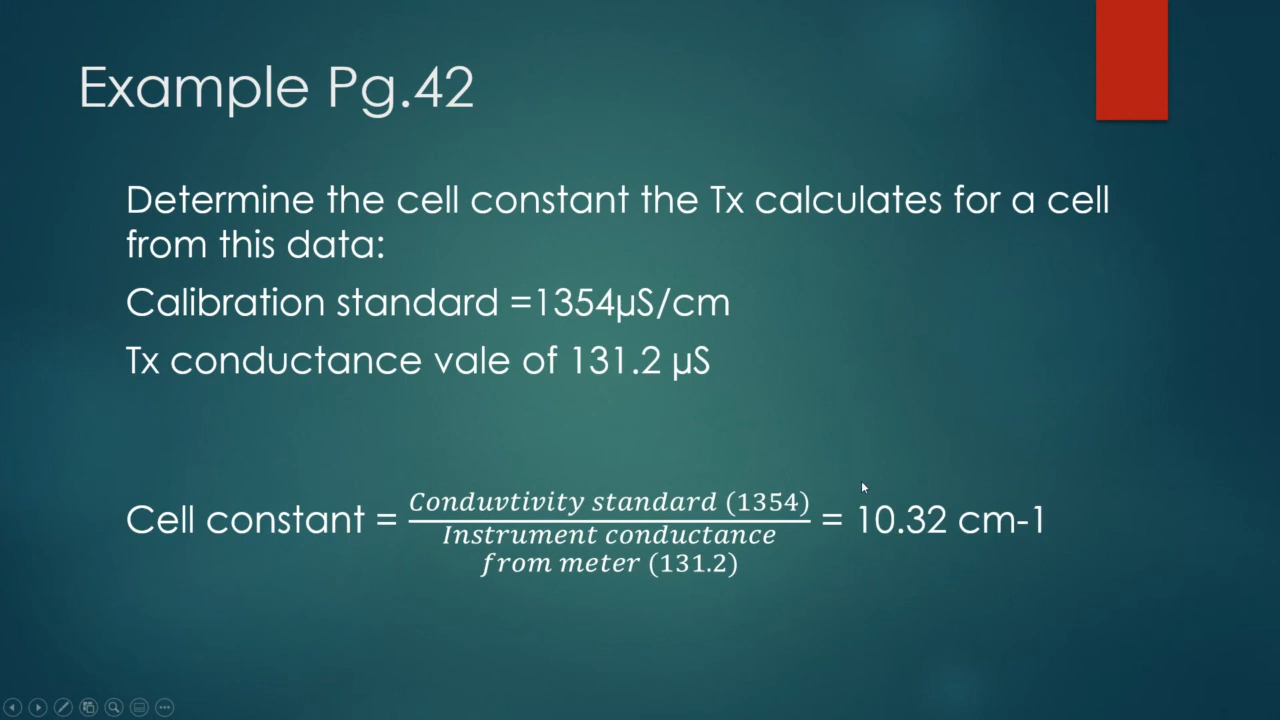 Example Pg.42
Determine the cell constant the Tx calculates for a cell
from this data:
Calibration standard =1354µS/cm
Tx conductance vale of 131.2 µS
Cell constant = Conduvtivity standard (1354) = 10.32 cm-1
Instrument conductance
from meter (131.2)